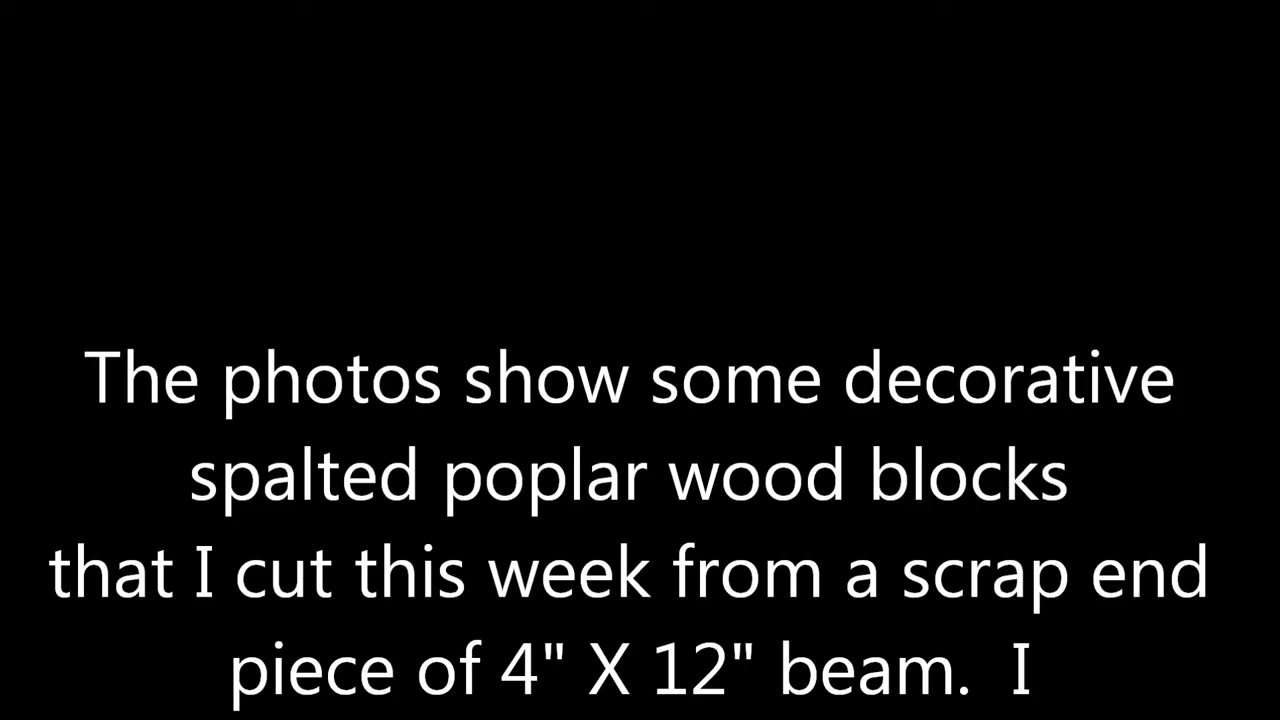 The photos show some decorative
spalted poplar wood blocks
that I cut this week from a scrap end
piece of 4" X 12" beam.  I